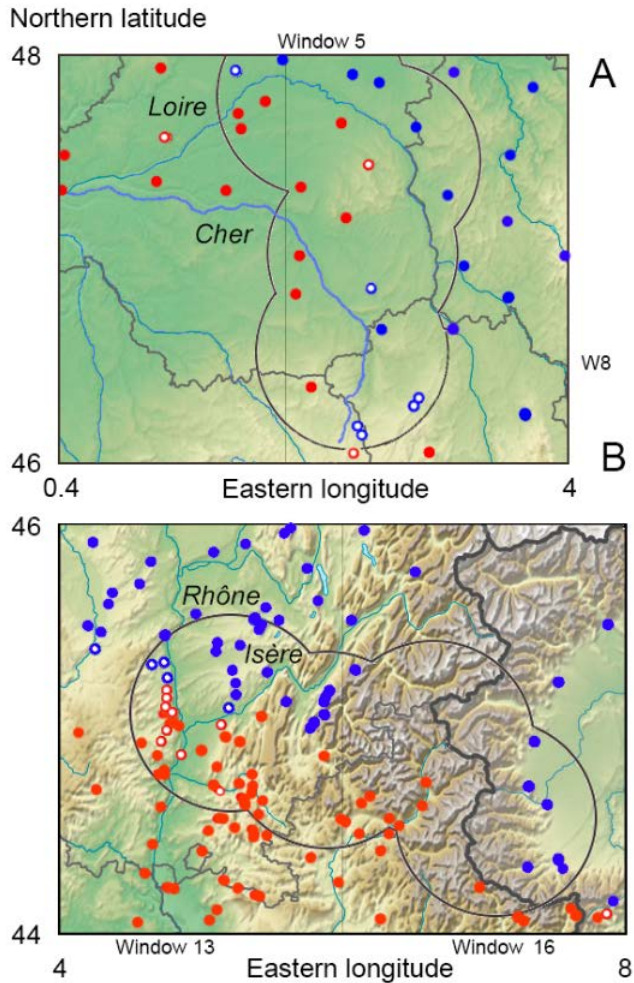 Northern latitude
Window 5
48
A
Loire
Cher
W8
46
B
0.4
Eastern longitude
4
46
Rhône
Isère
44
Window 13
Window 16
4
Eastern longitude
8